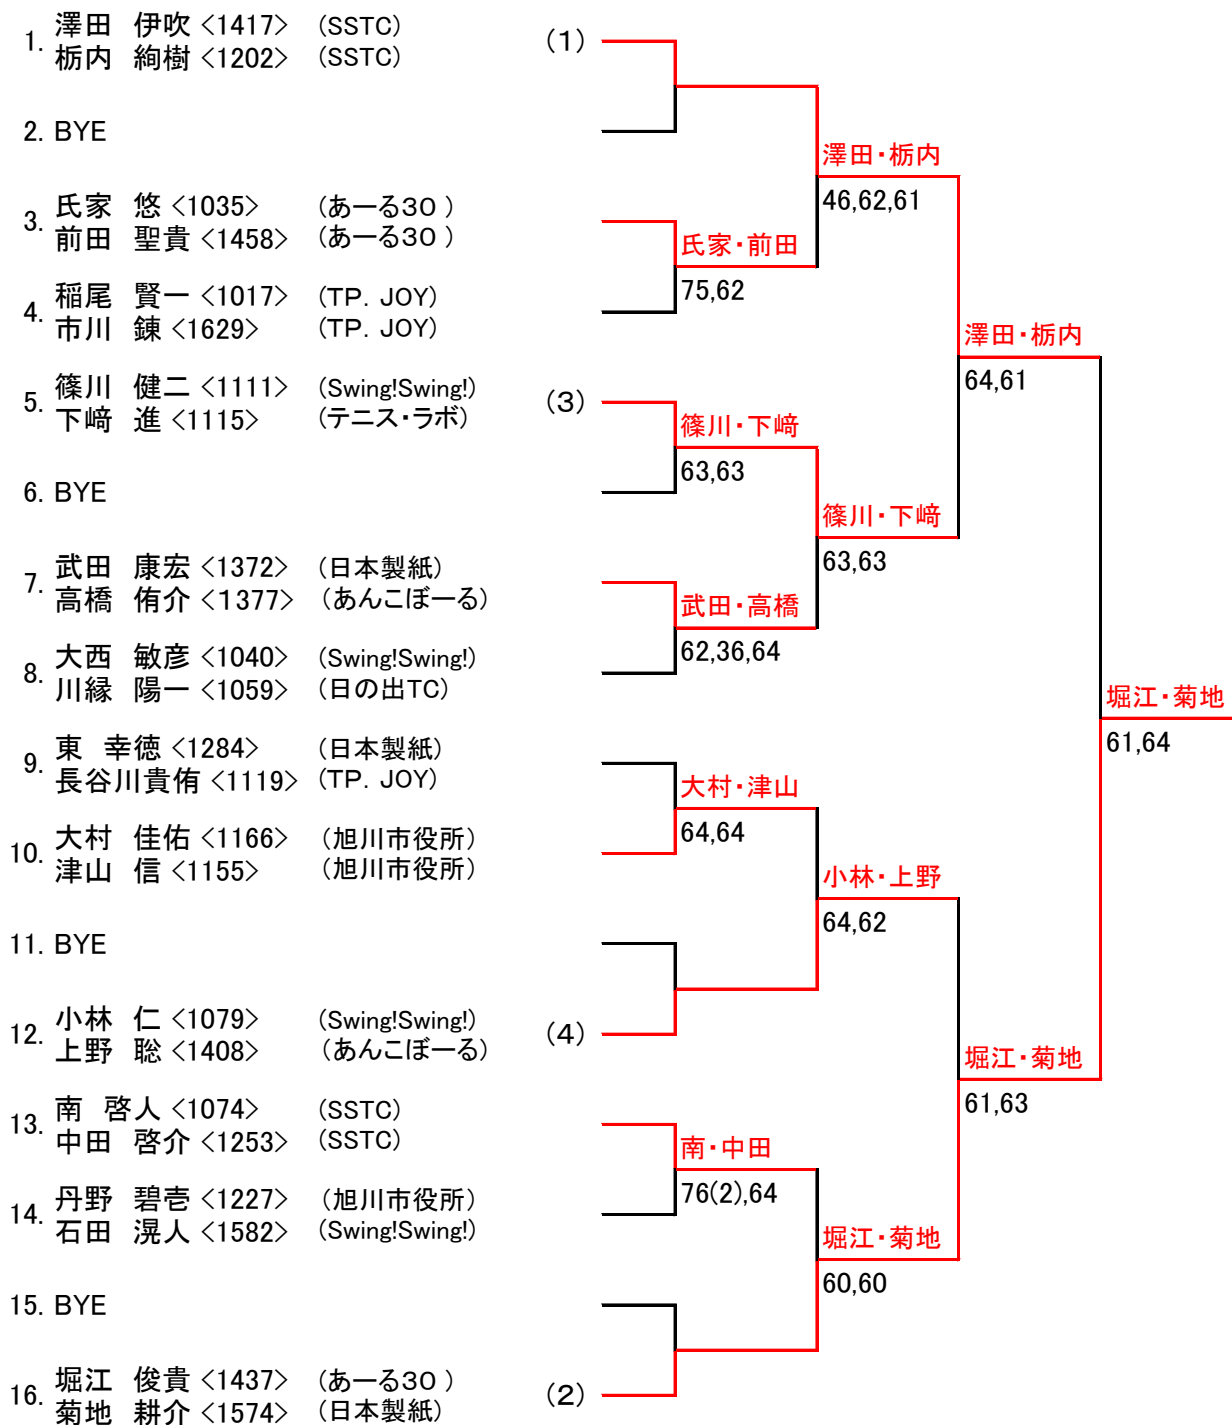 1. 澤田 伊吹 <1417> (SSTC)
栃内 絢樹 <1202> (SSTC)
(1)
2. BYE
澤田・栃内
46,62,61
3. 氏家 悠 <1035> (あーる30 )
前田 聖貴 <1458> (あーる30 )
氏家・前田
75,62
4. 稲尾 賢一 <1017> (TP. JOY)
市川 錬 <1629> (TP. JOY)
澤田・栃内
64,61
5. 篠川 健二 <1111> (Swing!Swing!)
下﨑 進 <1115> (テニス・ラボ)
(3)
篠川・下﨑
63,63
6. BYE
篠川・下﨑
63,63
7. 武田 康宏 <1372> (日本製紙)
高橋 侑介 <1377> (あんこぼーる)
武田・高橋
62,36,64
8. 大西 敏彦 <1040> (Swing!Swing!)
川縁 陽一 <1059> (日の出TC)
堀江・菊地
61,64
9. 東 幸徳 <1284> (日本製紙)
長谷川貴侑 <1119> (TP. JOY)
大村・津山
64,64
10. 大村 佳佑 <1166> (旭川市役所)
津山 信 <1155> (旭川市役所)
小林・上野
64,62
11. BYE
12. 小林 仁 <1079> (Swing!Swing!)
上野 聡 <1408> (あんこぼーる)
(4)
堀江・菊地
61,63
13. 南 啓人 <1074> (SSTC)
中田 啓介 <1253> (SSTC)
南・中田
76(2),64
14. 丹野 碧壱 <1227> (旭川市役所)
石田 滉人 <1582> (Swing!Swing!)
堀江・菊地
60,60
15. BYE
16. 堀江 俊貴 <1437> (あーる30 )
菊地 耕介 <1574> (日本製紙)
(2)